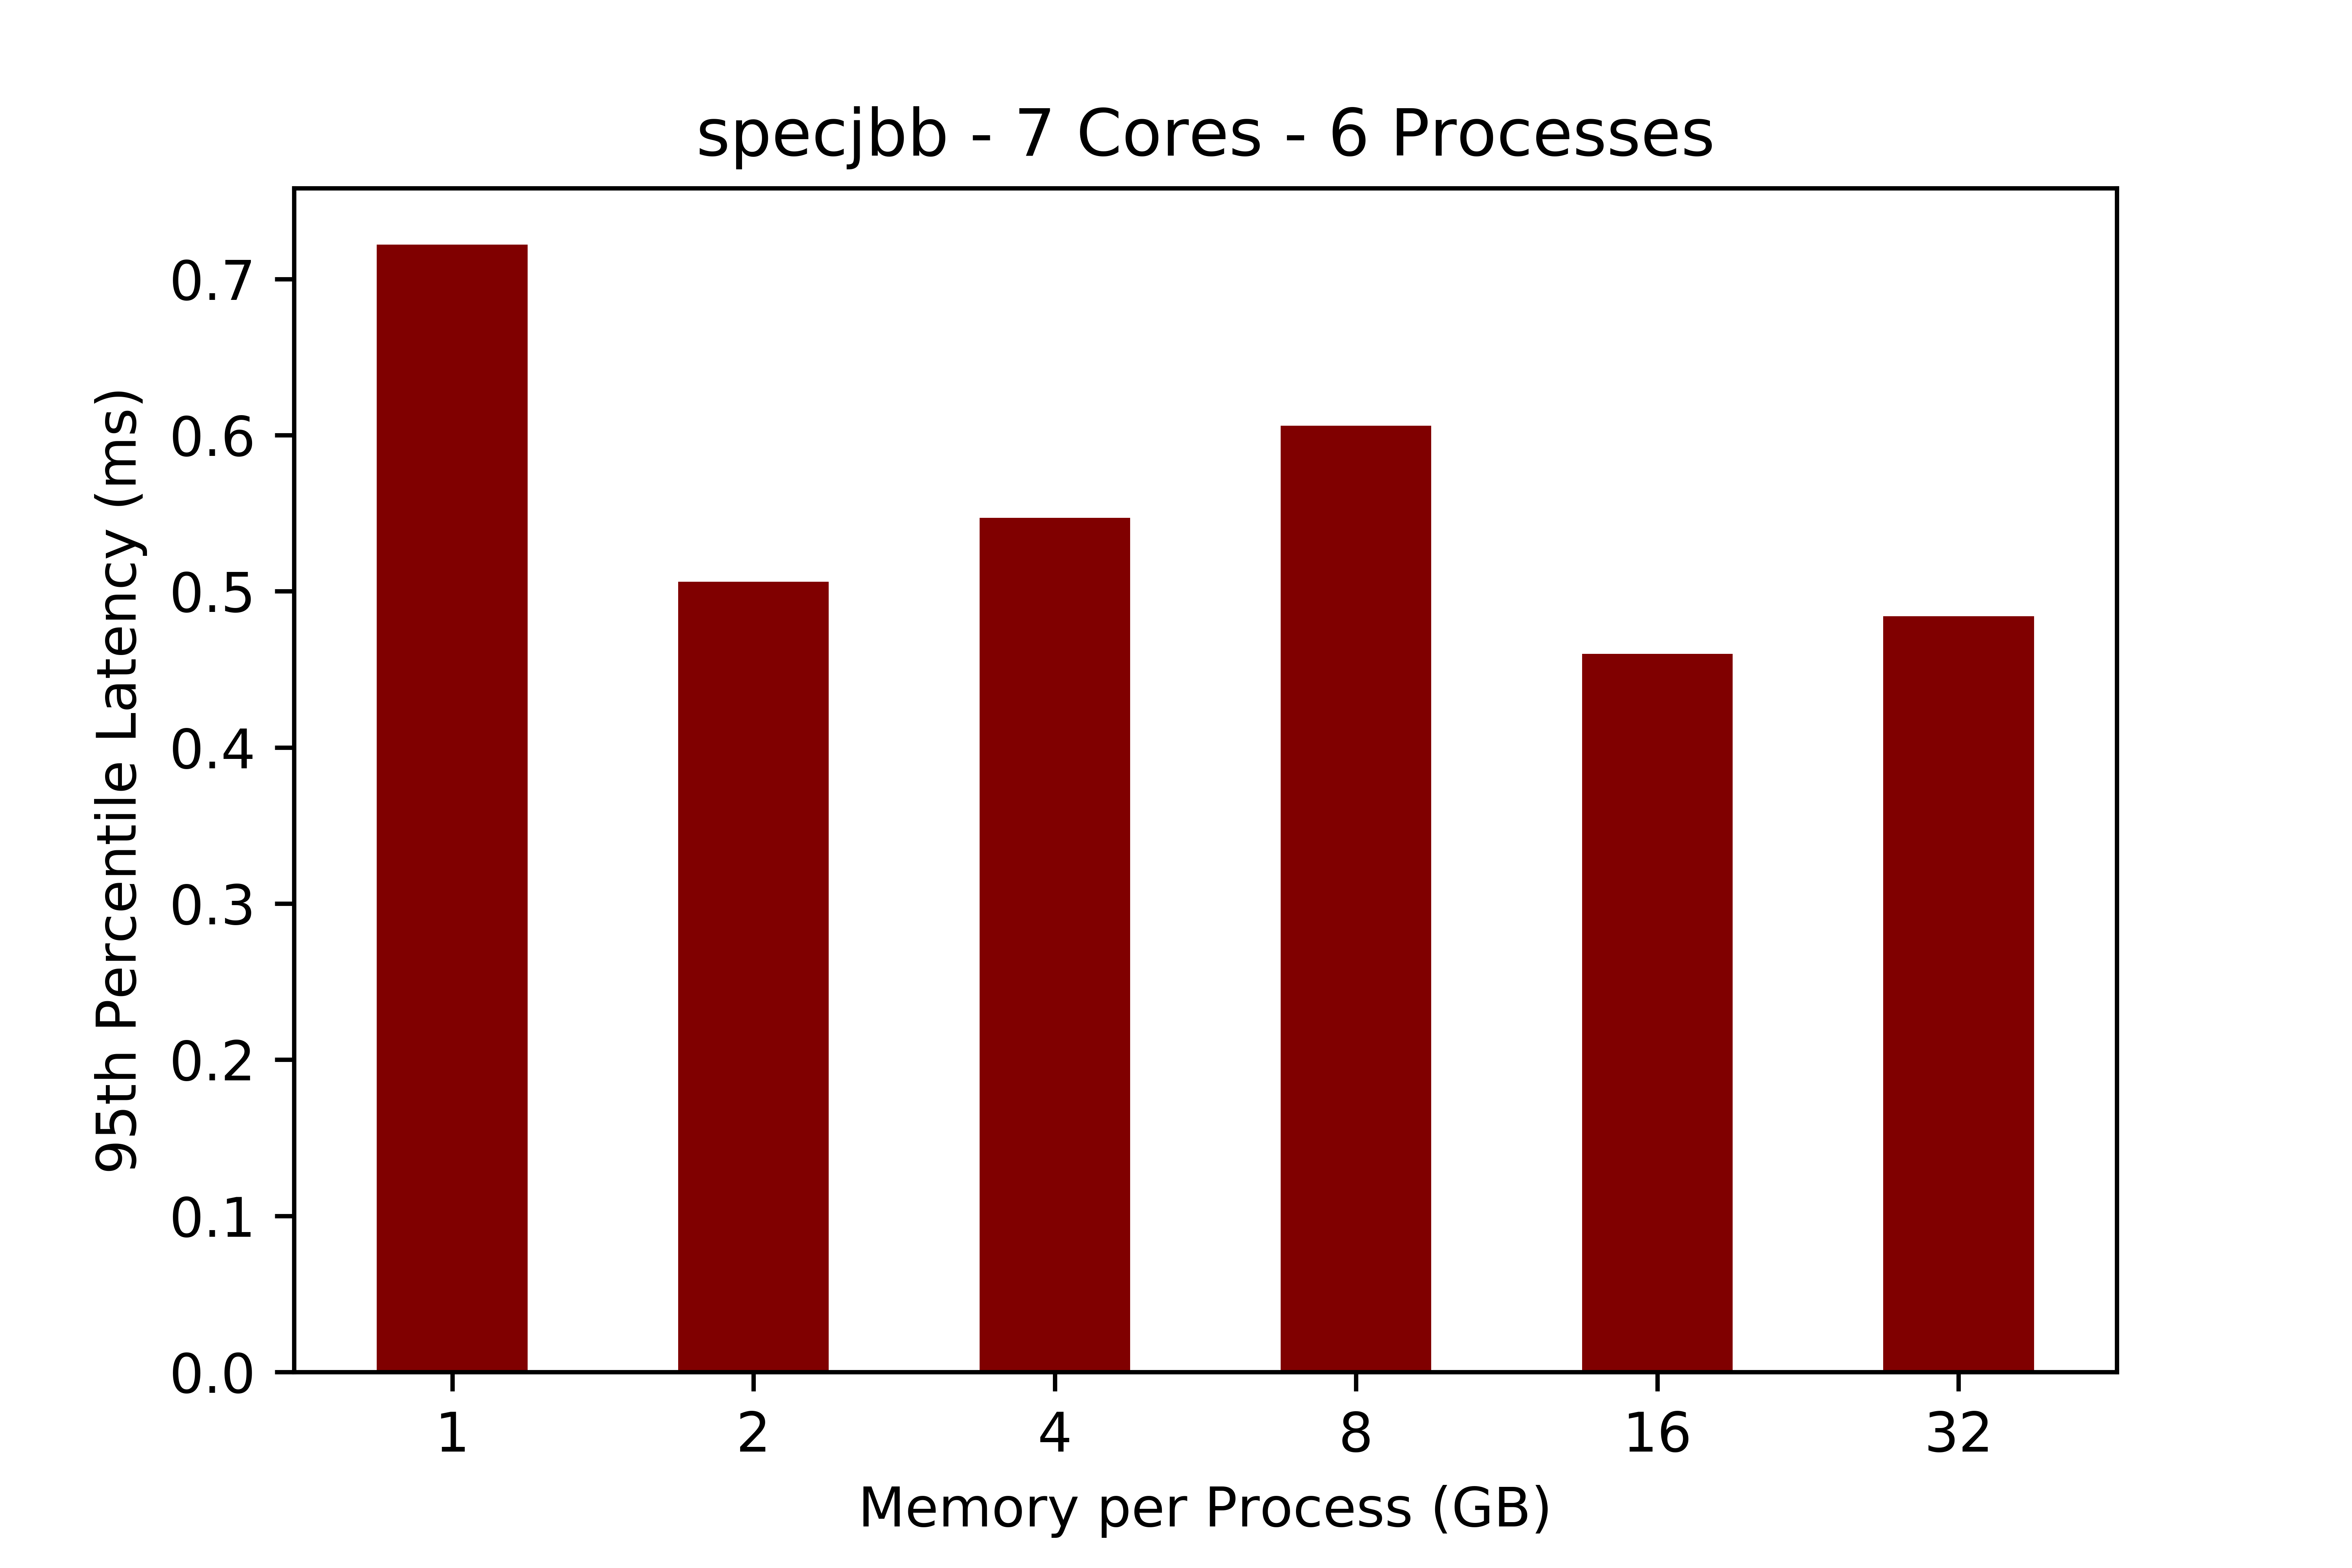 specjbb - 7 Cores - 6 Processes
95th Percentile Latency (ms)
0.7
0.6
0.5
0.4
0.3
0.2
0.1
0.0
1 2 4 8 16 32
Memory per Process (GB)